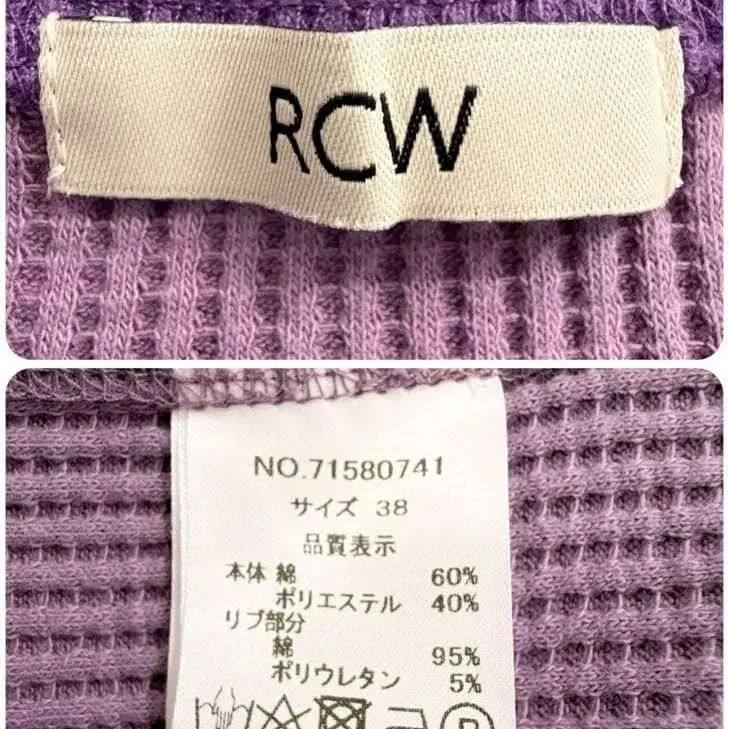 RCW
NO.71580741
サイズ 38
品質表示
本体 綿 60%
ポリエステル 40%
リブ部分
綿 95%
ポリウレタン 5%
P